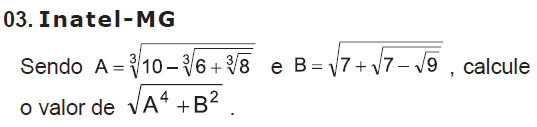 03. Inatel-MG
Sendo A = ∛(10 – ∛(6 + ∛8)) e B = √(7 + √(7 – √9)) , calcule
o valor de √(A⁴ + B²) .